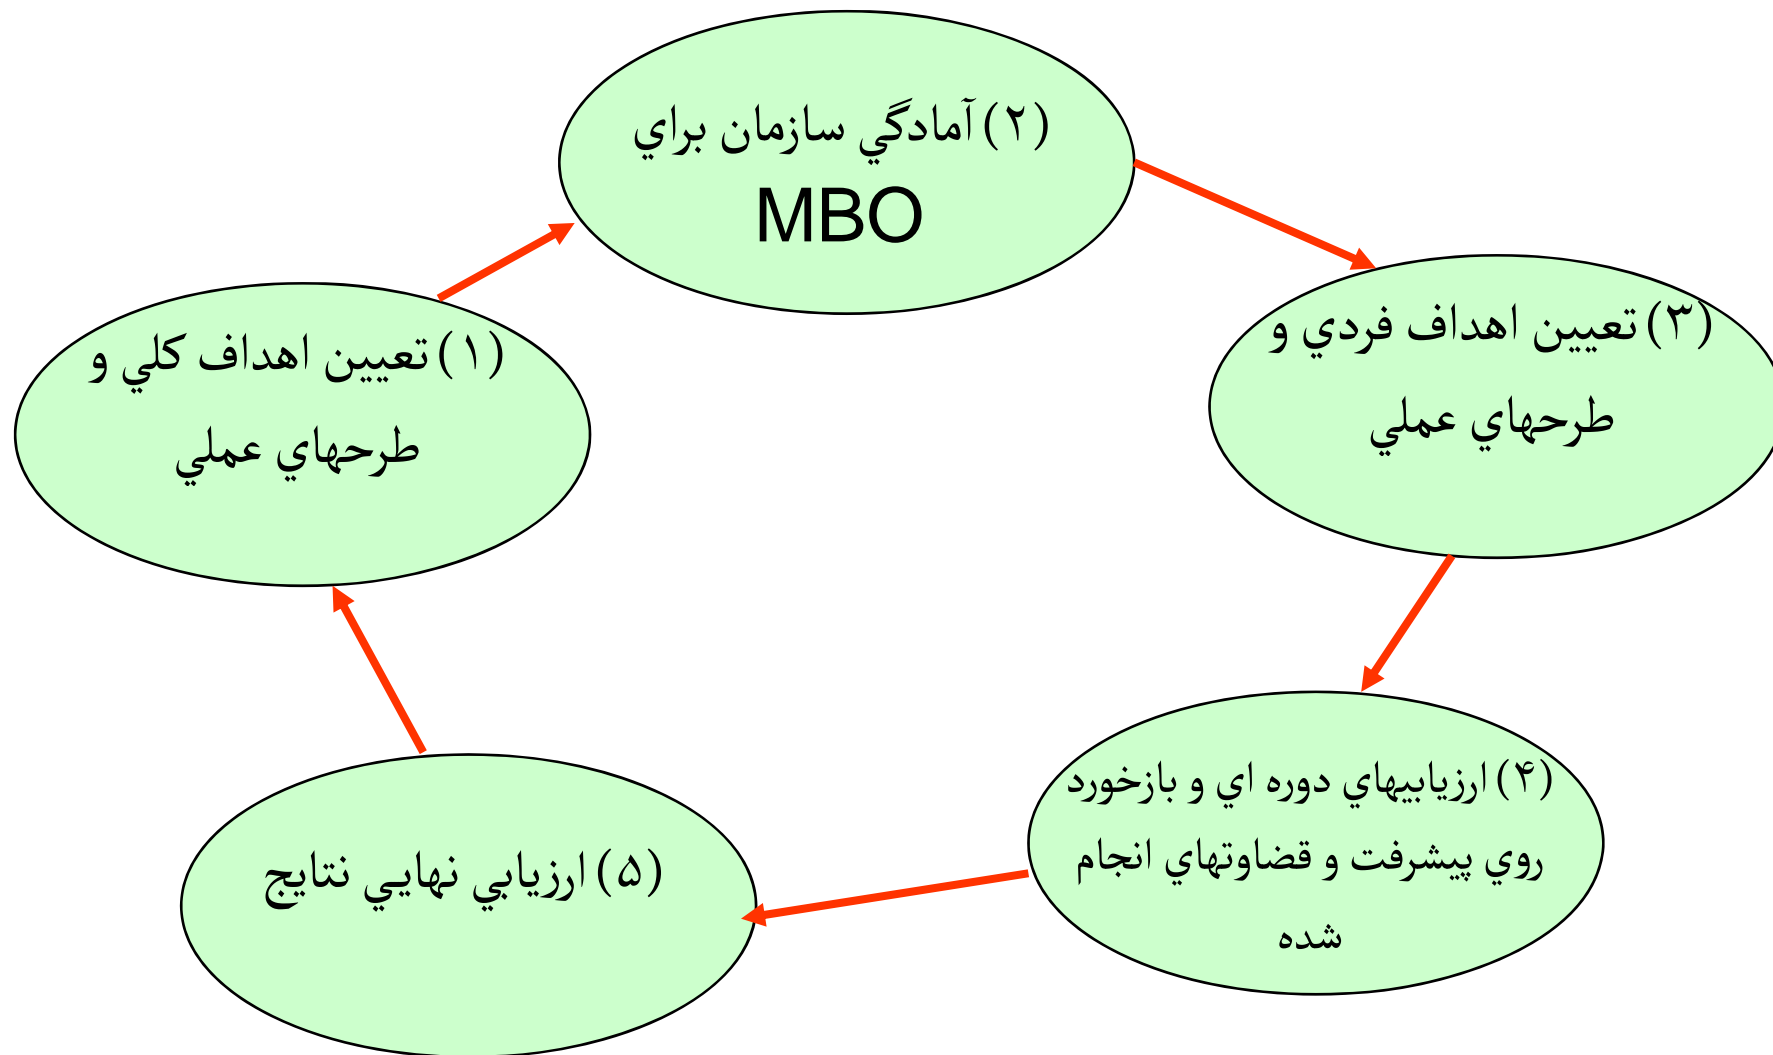 (۱) تعيين اهداف كلي و
طرحهاي عملي
(۲) آمادگي سازمان براي
MBO
(۳) تعيين اهداف فردي و
طرحهاي عملي
(۴) ارزيابيهاي دوره اي و بازخورد
روي پيشرفت و قضاوتهاي انجام
شده
(۵) ارزيابي نهايي نتايج